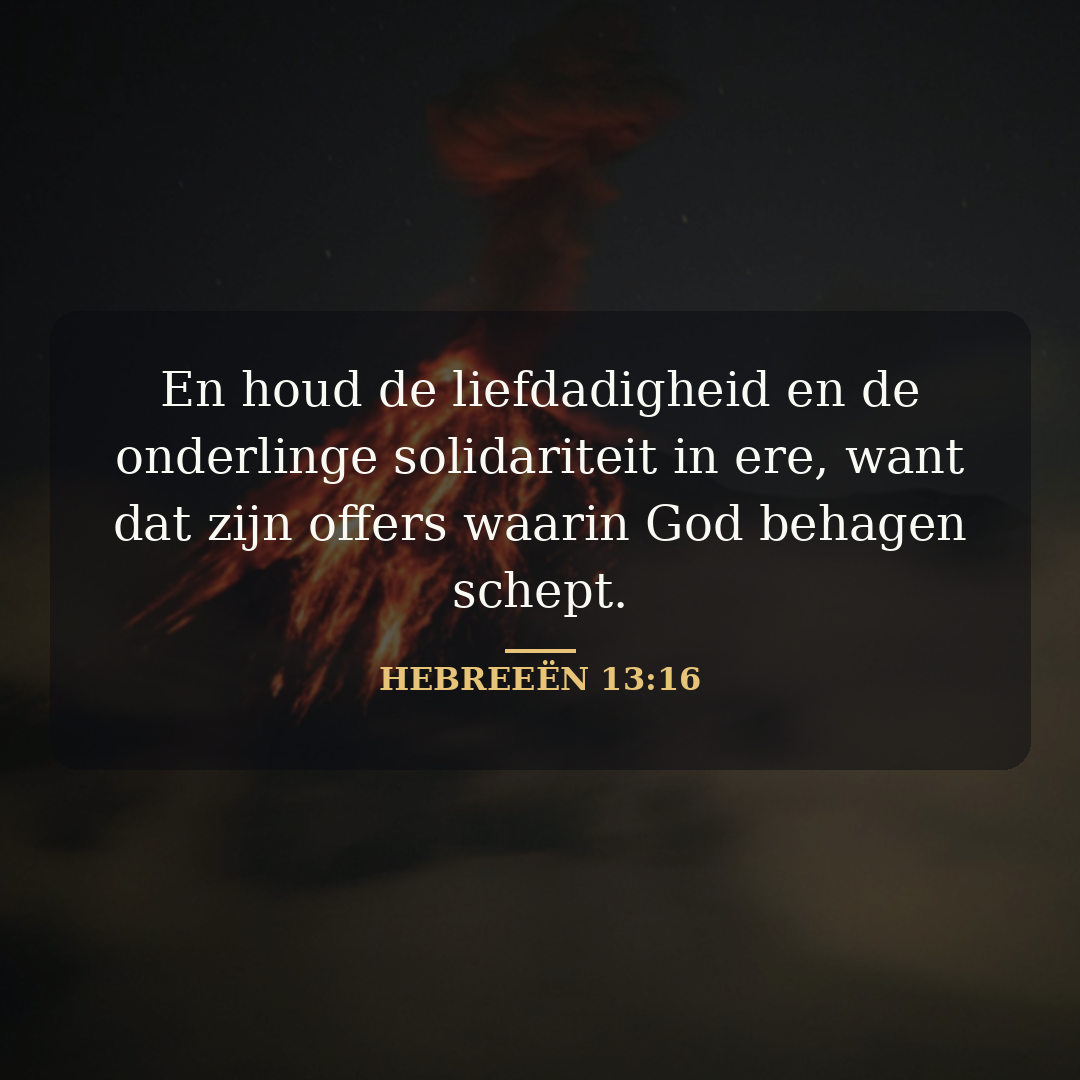 En houd de liefdadigheid en de
onderlinge solidariteit in ere, want
dat zijn offers waarin God behagen
schept.
HEBREEËN 13:16